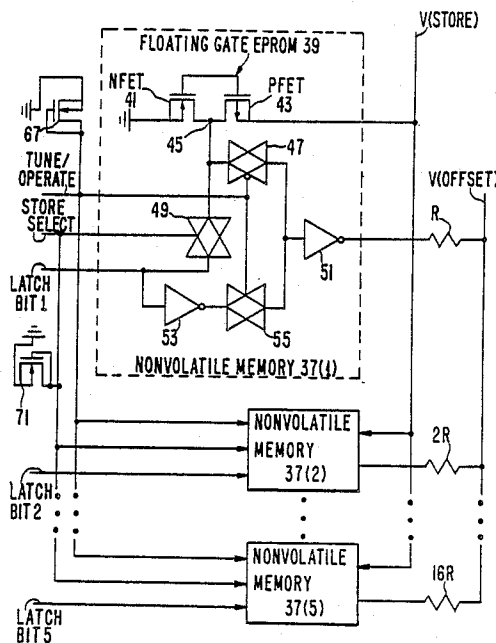 V(STORE)
FLOATING GATE EPROM 39
NFET
41
PFET
43
67
45
47
V(OFFSET)
TUNE/
OPERATE
STORE
SELECT
49
R
LATCH
BIT 1
51
53
55
NONVOLATILE MEMORY 37(1)
71
NONVOLATILE
MEMORY
37(2)
2R
LATCH
BIT 2
NONVOLATILE
MEMORY
37(5)
16R
LATCH
BIT 5